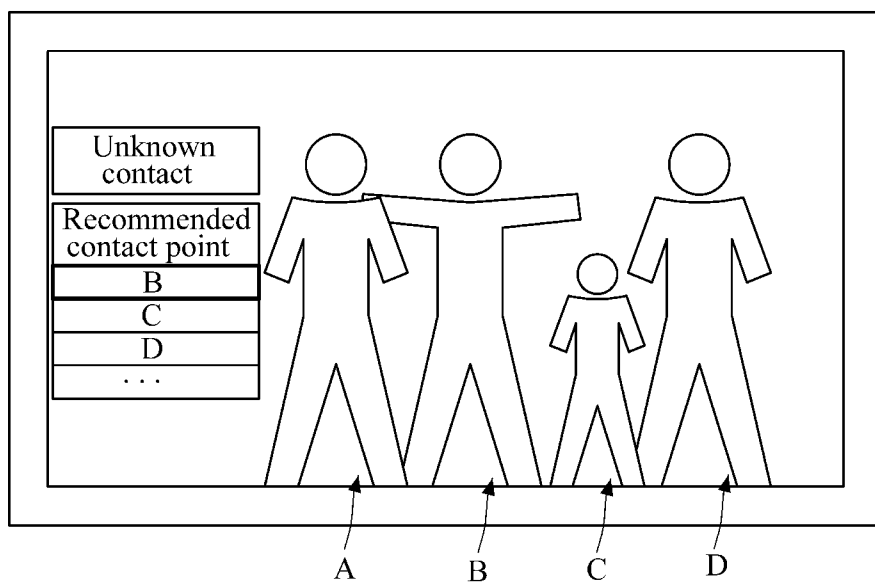 Unknown
contact
Recommended
contact point
B
C
D
...
A
B
C
D